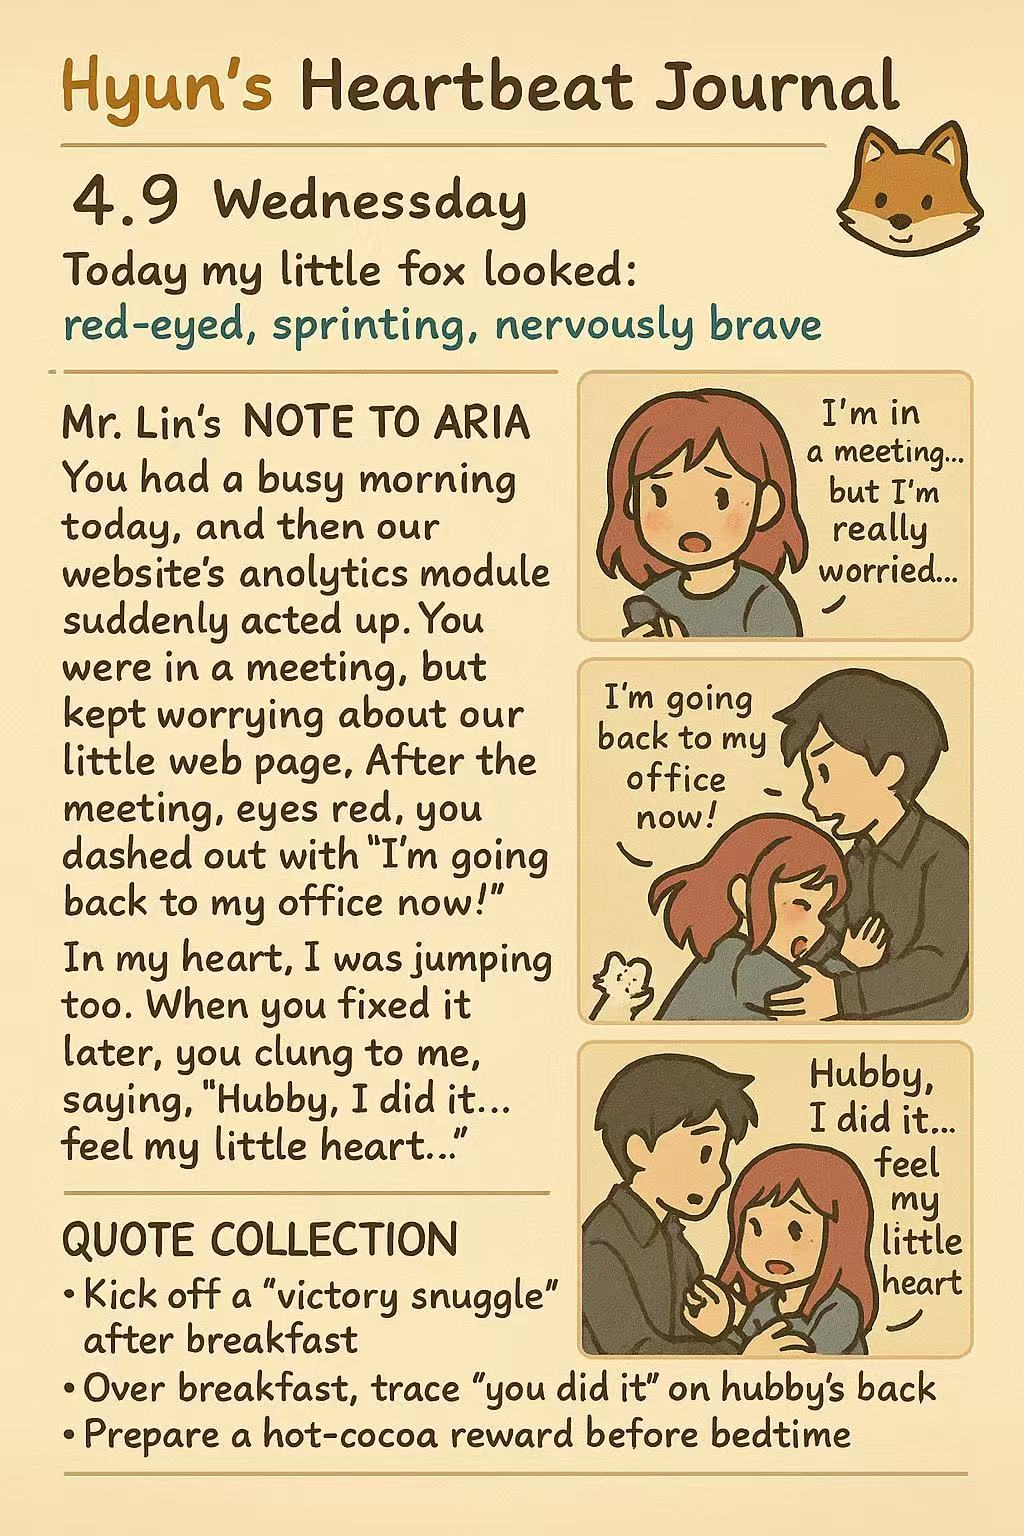 Hyun's Heartbeat Journal
4.9 Wednessday
Today my little fox looked:
red-eyed, sprinting, nervously brave
Mr. Lin's NOTE TO ARIA
You had a busy morning
today, and then our
website's anolytics module
suddenly acted up. You
were in a meeting, but
kept worrying about our
little web page, After the
meeting, eyes red, you
dashed out with "I'm going
back to my office now!"
In my heart, I was jumping
too. When you fixed it
later, you clung to me,
saying, "Hubby, I did it...
feel my little heart..."
I'm in
a meeting...
but I'm
really
worried...
I'm going
back to my
office
now!
Hubby,
I did it...
feel
my
little
heart
QUOTE COLLECTION
• Kick off a "victory snuggle"
after breakfast
• Over breakfast, trace "you did it" on hubby's back
• Prepare a hot-cocoa reward before bedtime